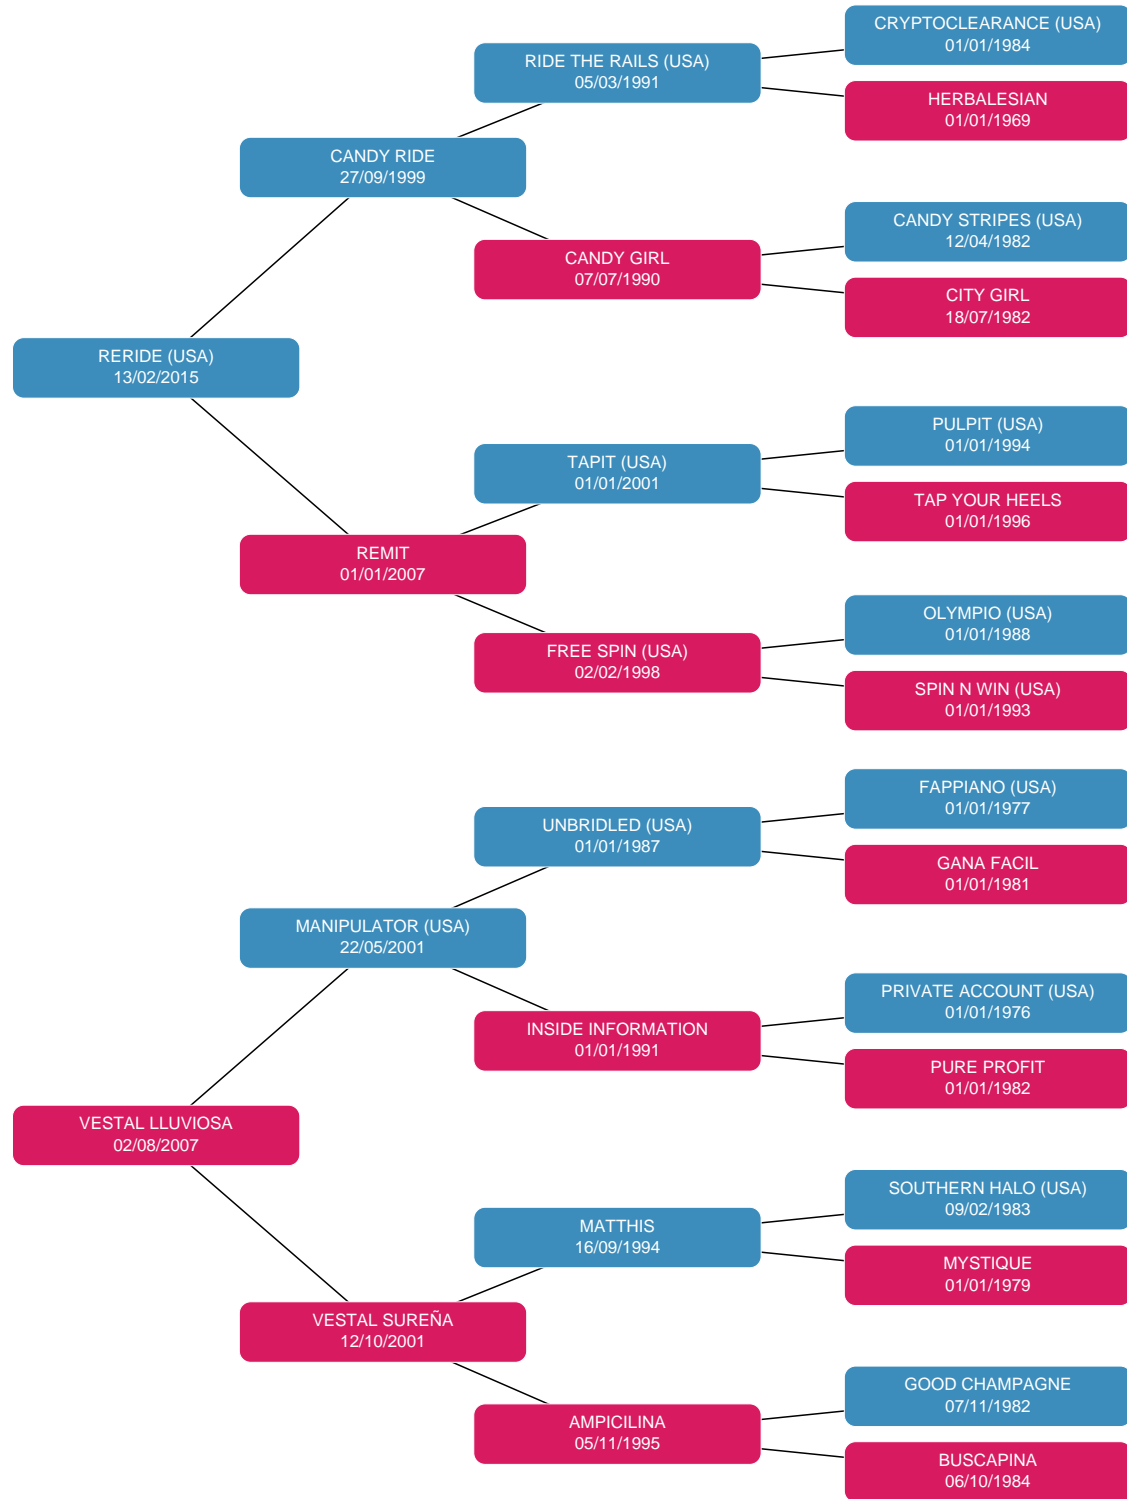 CRYPTOCLEARANCE (USA)
01/01/1984
RIDE THE RAILS (USA)
05/03/1991
HERBALESIAN
01/01/1969
CANDY RIDE
27/09/1999
CANDY STRIPES (USA)
12/04/1982
CANDY GIRL
07/07/1990
CITY GIRL
18/07/1982
RERIDE (USA)
13/02/2015
PULPIT (USA)
01/01/1994
TAPIT (USA)
01/01/2001
TAP YOUR HEELS
01/01/1996
REMIT
01/01/2007
OLYMPIO (USA)
01/01/1988
FREE SPIN (USA)
02/02/1998
SPIN N WIN (USA)
01/01/1993
FAPPIANO (USA)
01/01/1977
UNBRIDLED (USA)
01/01/1987
GANA FACIL
01/01/1981
MANIPULATOR (USA)
22/05/2001
PRIVATE ACCOUNT (USA)
01/01/1976
INSIDE INFORMATION
01/01/1991
PURE PROFIT
01/01/1982
VESTAL LLUVIOSA
02/08/2007
SOUTHERN HALO (USA)
09/02/1983
MATTHIS
16/09/1994
MYSTIQUE
01/01/1979
VESTAL SUREÑA
12/10/2001
GOOD CHAMPAGNE
07/11/1982
AMPICILINA
05/11/1995
BUSCAPINA
06/10/1984